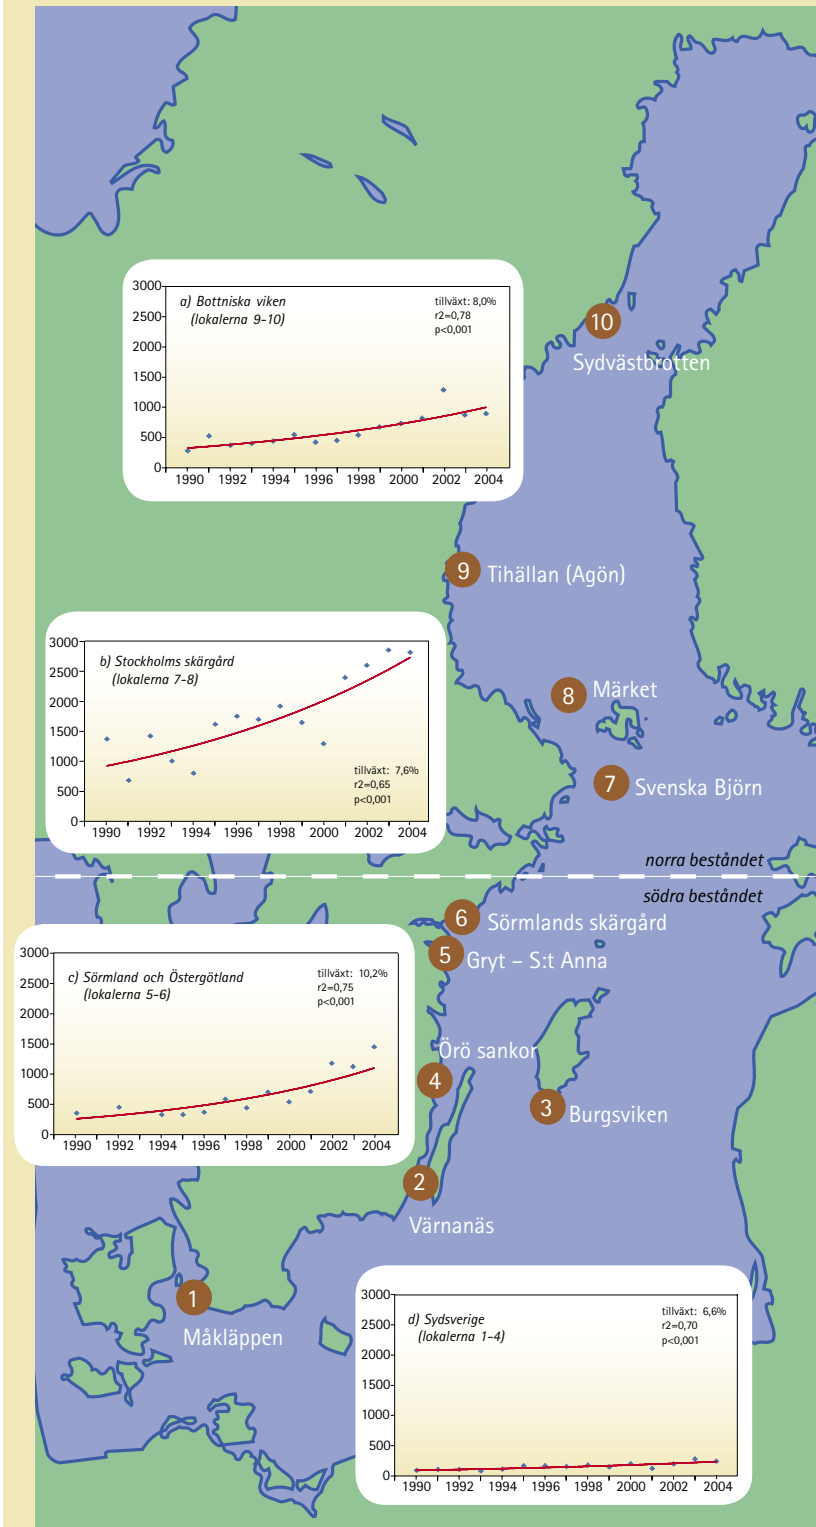 3000
2500
2000
1500
1000
500
0
a) Bottniska viken
(lokalerna 9-10)
tillväxt: 8,0%
r2=0,78
p<0,001
1990 1992 1994 1996 1998 2000 2002 2004
10
Sydvästbrotten
9 Tihällan (Agön)
3000
2500
2000
1500
1000
500
0
b) Stockholms skärgård
(lokalerna 7-8)
tillväxt: 7,6%
r2=0,65
p<0,001
1990 1992 1994 1996 1998 2000 2002 2004
8 Märket
7 Svenska Björn
norra beståndet
södra beståndet
6 Sörmlands skärgård
5 Gryt – S:t Anna
3000
2500
2000
1500
1000
500
0
c) Sörmland och Östergötland
(lokalerna 5-6)
tillväxt: 10,2%
r2=0,75
p<0,001
1990 1992 1994 1996 1998 2000 2002 2004
Örö sankor
4
3 Burgsviken
2
Värnanäs
1
Måkläppen
3000
2500
2000
1500
1000
500
0
d) Sydsverige
(lokalerna 1-4)
tillväxt: 6,6%
r2=0,70
p<0,001
1990 1992 1994 1996 1998 2000 2002 2004